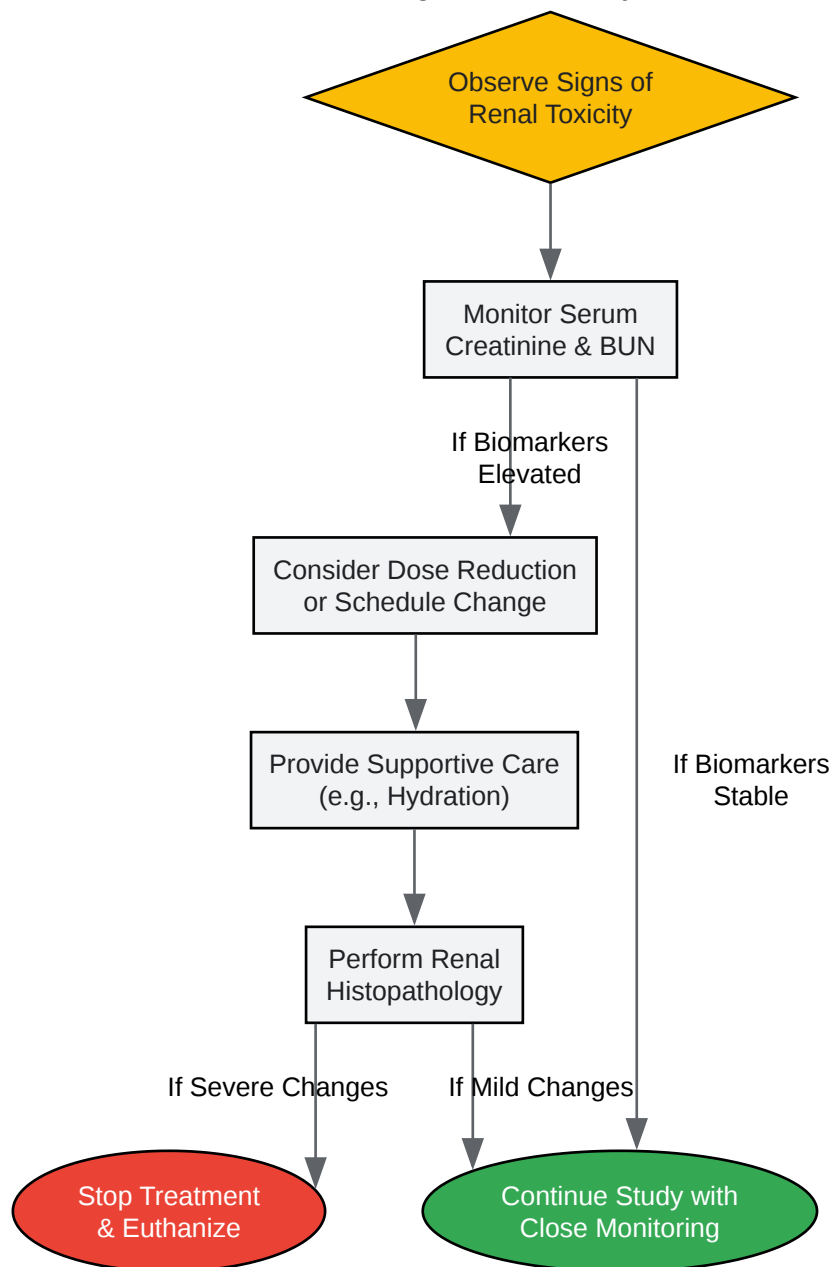 Observe Signs of
Renal Toxicity
Monitor Serum
Creatinine & BUN
If Biomarkers
Elevated
Consider Dose Reduction
or Schedule Change
Provide Supportive Care
(e.g., Hydration)
If Biomarkers
Stable
Perform Renal
Histopathology
If Severe Changes
If Mild Changes
Stop Treatment
& Euthanize
Continue Study with
Close Monitoring